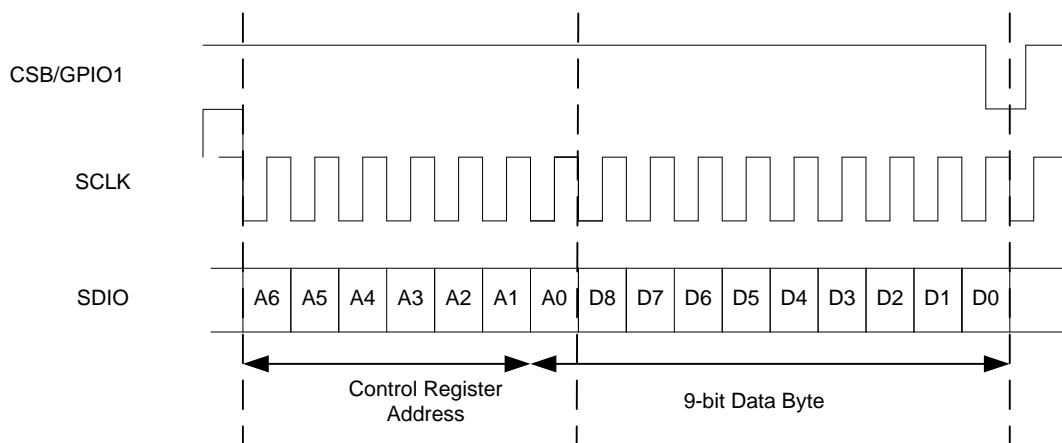 CSB/GPIO1
SCLK
SDIO A6 A5 A4 A3 A2 A1 A0 D8 D7 D6 D5 D4 D3 D2 D1 D0
Control Register
Address
9-bit Data Byte